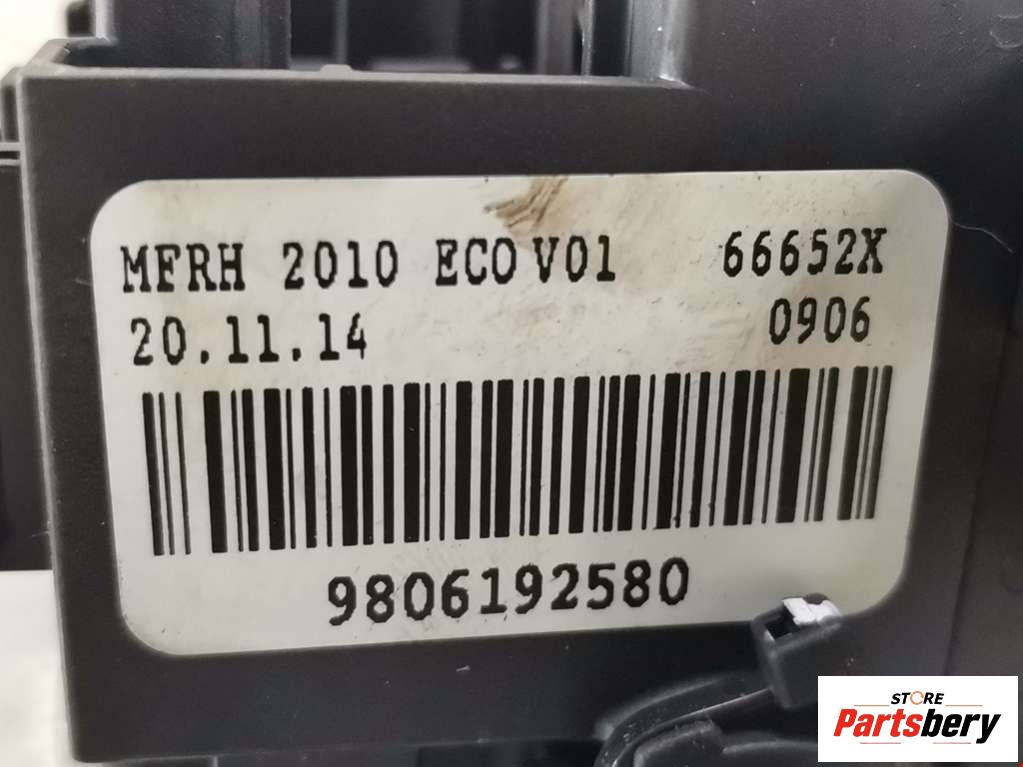 MFRH 2010 ECO V01 66652X
20.11.14 0906
9806192580
STORE
Partsbery